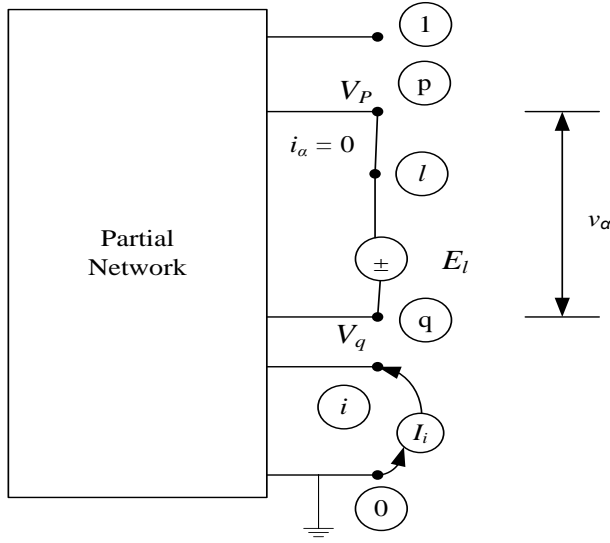 1
p
V_P
i_α = 0
l
Partial
Network
v_α
±
E_l
q
V_q
i
I_i
0